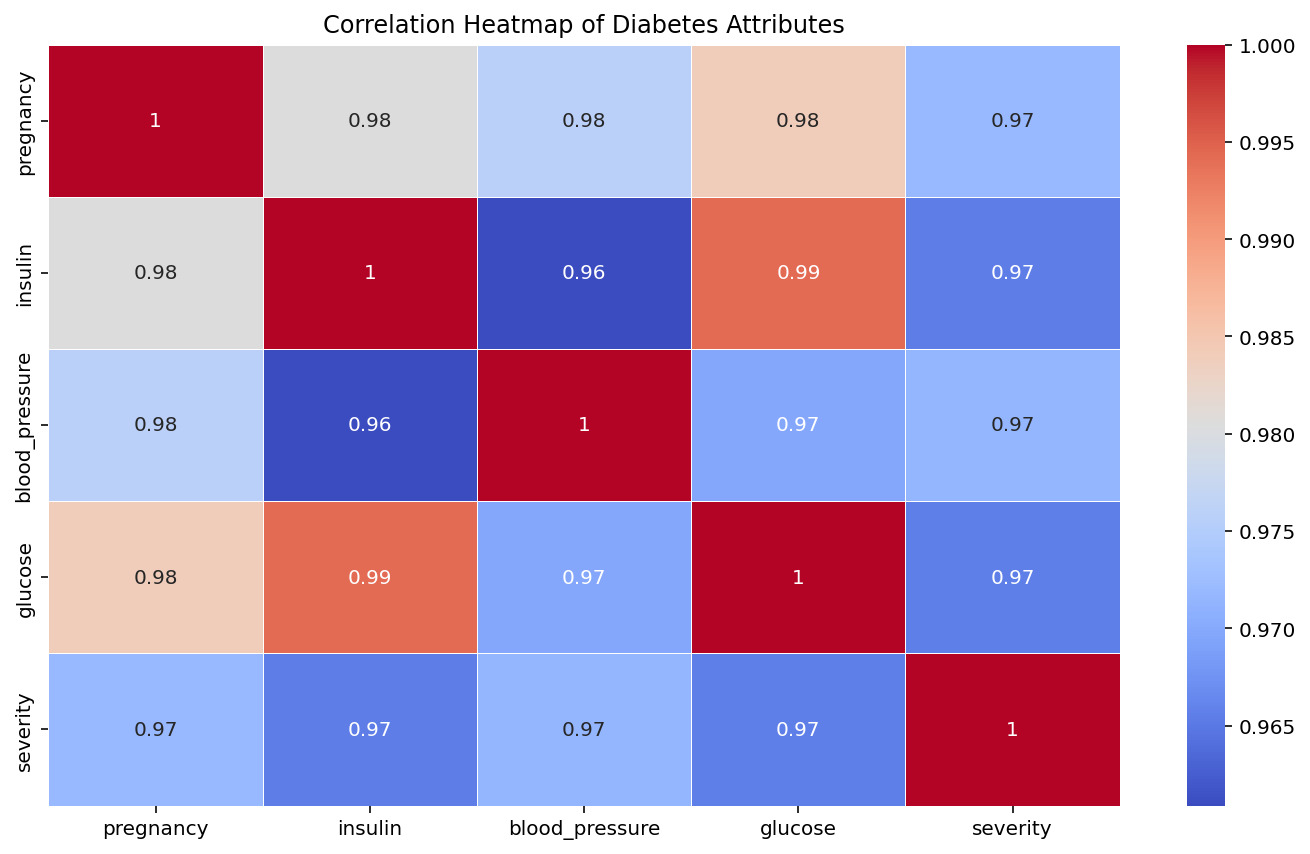 Correlation Heatmap of Diabetes Attributes
pregnancy 1 0.98 0.98 0.98 0.97
insulin 0.98 1 0.96 0.99 0.97
blood_pressure 0.98 0.96 1 0.97 0.97
glucose 0.98 0.99 0.97 1 0.97
severity 0.97 0.97 0.97 0.97 1
pregnancy insulin blood_pressure glucose severity
1.000
0.995
0.990
0.985
0.980
0.975
0.970
0.965